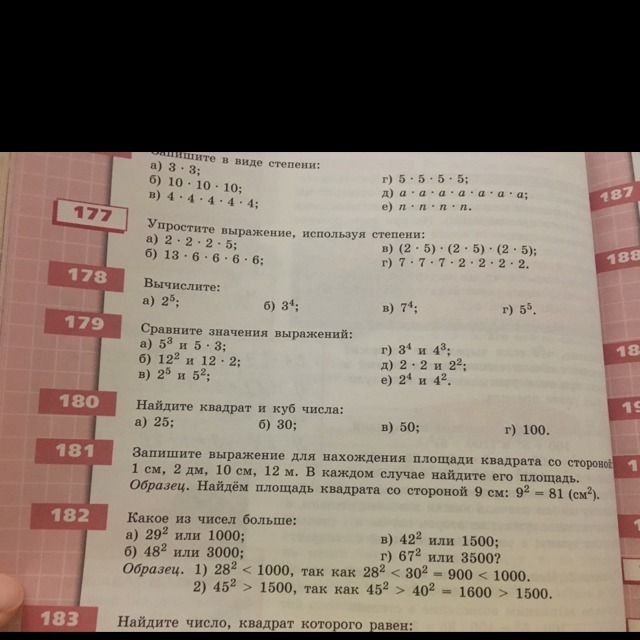 Запишите в виде степени:
а) 3 · 3; г) 5 · 5 · 5 · 5;
б) 10 · 10 · 10; д) a · a · a · a · a · a · a;
в) 4 · 4 · 4 · 4 · 4; е) n · n · n · n.
177
Упростите выражение, используя степени:
а) 2 · 2 · 2 · 5; в) (2 · 5) · (2 · 5) · (2 · 5);
б) 13 · 6 · 6 · 6 · 6; г) 7 · 7 · 7 · 2 · 2 · 2 · 2.
178
Вычислите:
а) 2⁵; б) 3⁴; в) 7⁴; г) 5⁵.
179
Сравните значения выражений:
а) 5³ и 5 · 3; г) 3⁴ и 4³;
б) 12² и 12 · 2; д) 2 · 2 и 2²;
в) 2⁵ и 5²; е) 2⁴ и 4².
180
Найдите квадрат и куб числа:
а) 25; б) 30; в) 50; г) 100.
181
Запишите выражение для нахождения площади квадрата со стороной
1 см, 2 дм, 10 см, 12 м. В каждом случае найдите его площадь.
Образец. Найдём площадь квадрата со стороной 9 см: 9² = 81 (см²).
182
Какое из чисел больше:
а) 29² или 1000; в) 42² или 1500;
б) 48² или 3000; г) 67² или 3500?
Образец. 1) 28² < 1000, так как 28² < 30² = 900 < 1000.
2) 45² > 1500, так как 45² > 40² = 1600 > 1500.
183
Найдите число, квадрат которого равен:
187
188